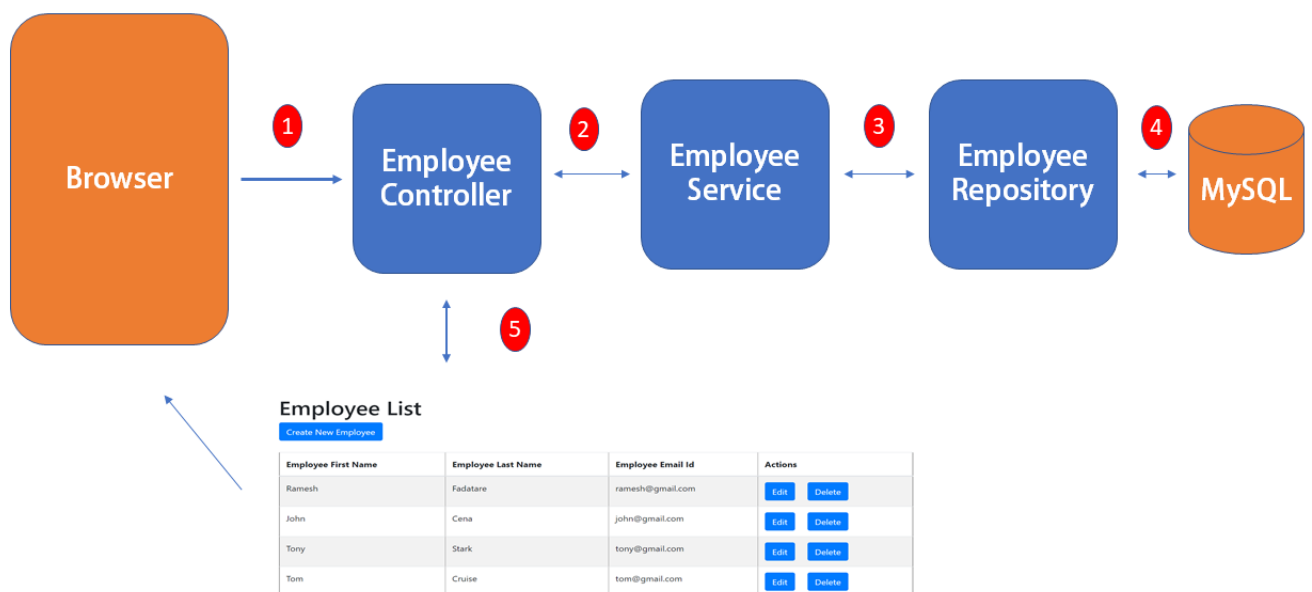 Browser
1
Employee
Controller
2
Employee
Service
3
Employee
Repository
4
MySQL
5
Employee List
Create New Employee
Employee First Name Employee Last Name Employee Email Id Actions
Ramesh Fadatare ramesh@gmail.com Edit Delete
John Cena john@gmail.com Edit Delete
Tony Stark tony@gmail.com Edit Delete
Tom Cruise tom@gmail.com Edit Delete